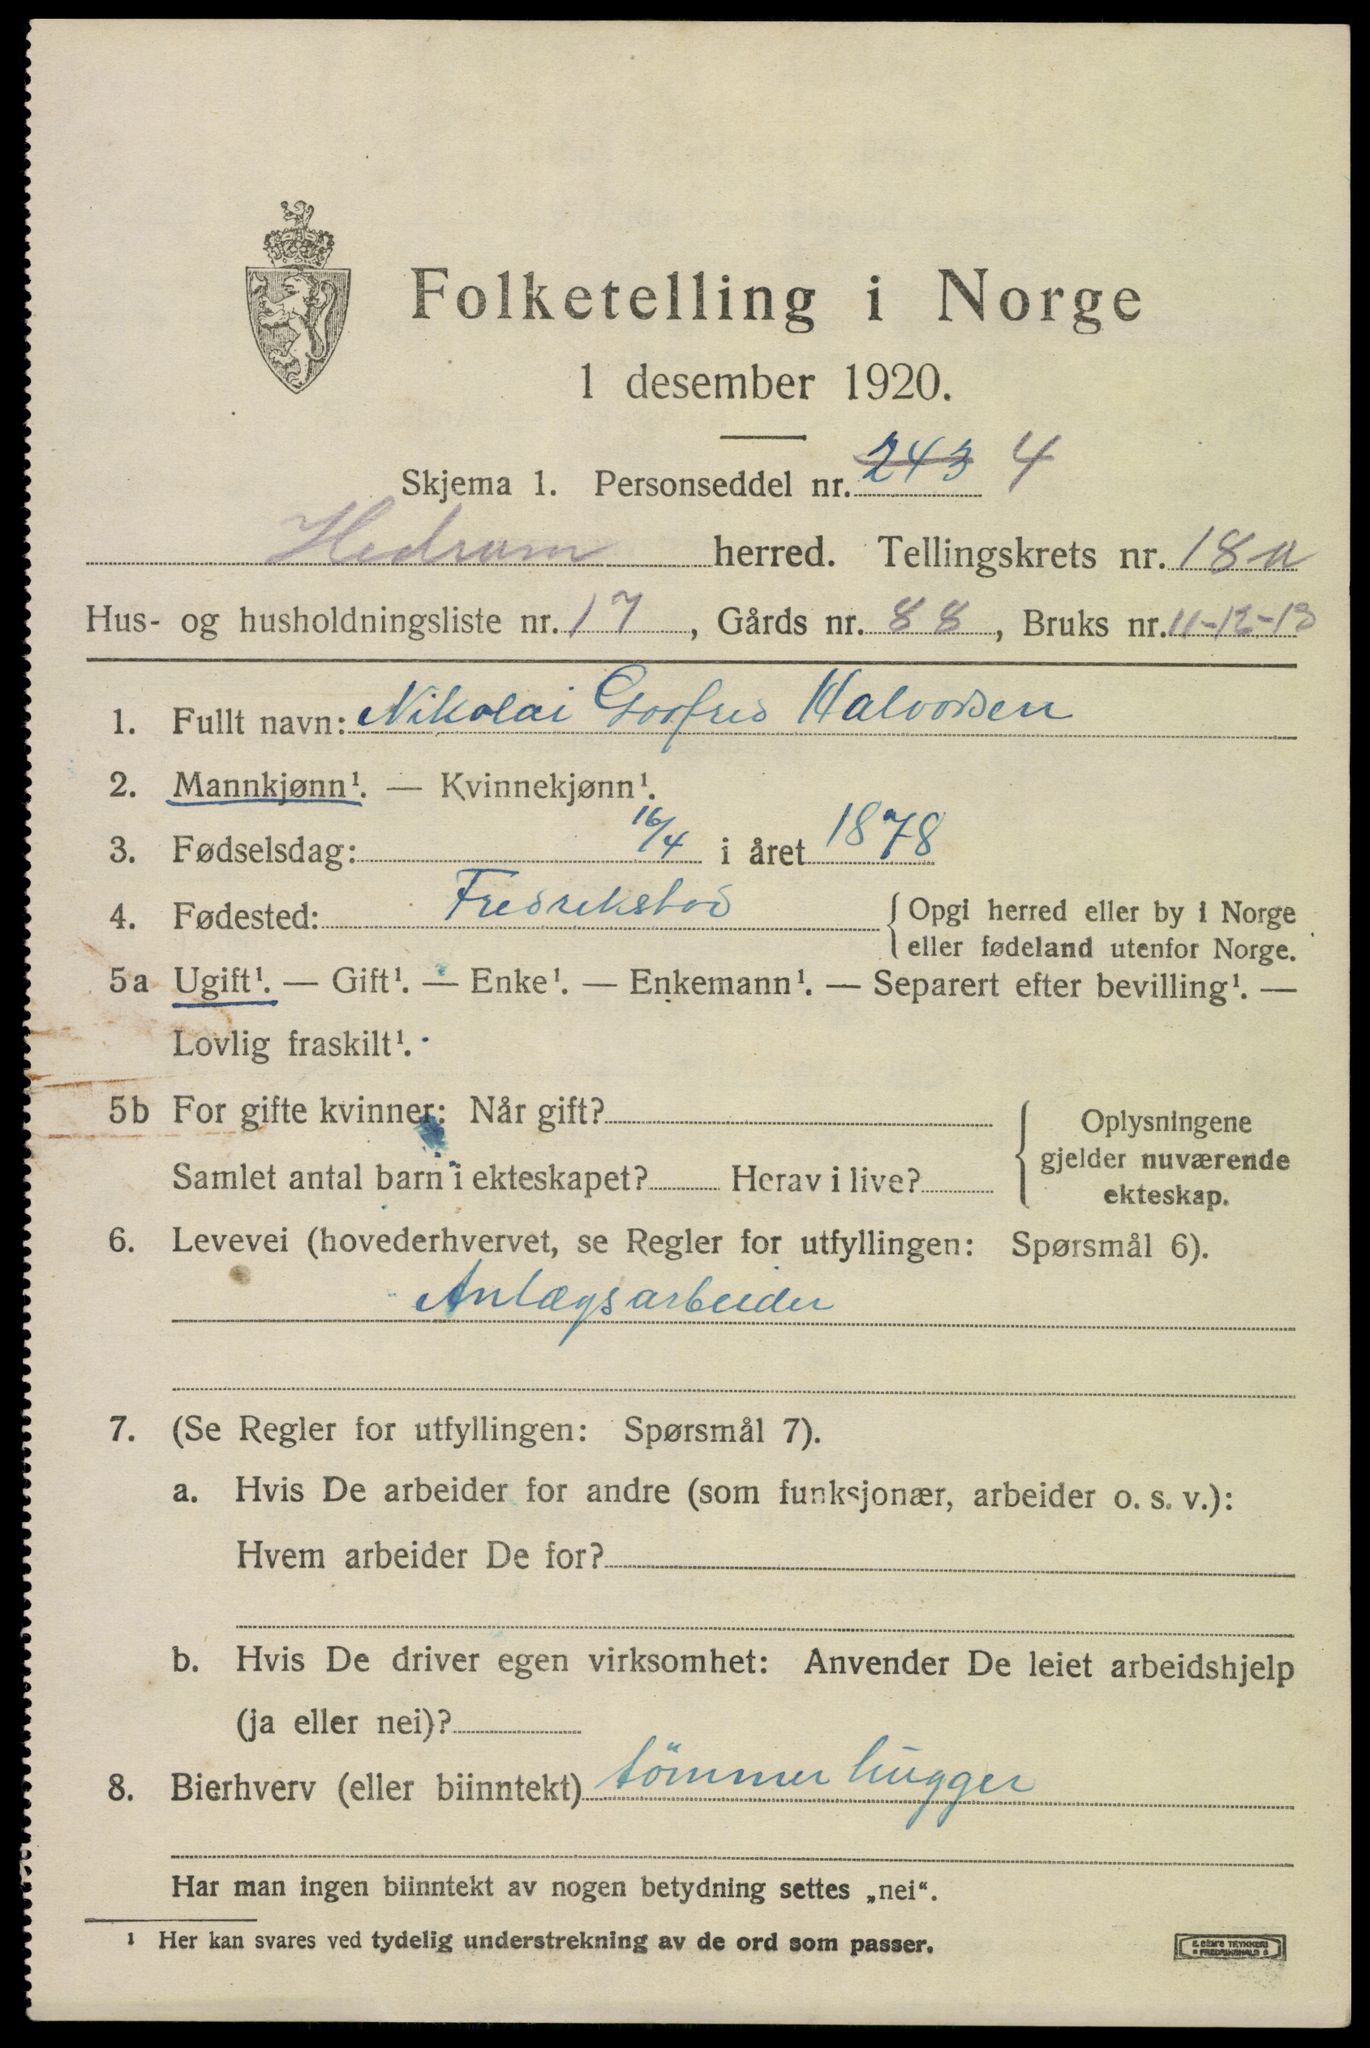 Folketelling i Norge
1 desember 1920.
Skjema 1. Personseddel nr. 243 4
Hedrum herred. Tellingskrets nr. 18a
Hus- og husholdningsliste nr. 17, Gårds nr. 88, Bruks nr. 11-12-13
1. Fullt navn: Nikolai Godfred Halvorsen
2. Mannkjønn¹. — Kvinnekjønn¹.
3. Fødselsdag: 16/4 i året 1878
4. Fødested: Fredrikstad { Opgi herred eller by i Norge
eller fødeland utenfor Norge.
5a Ugift¹. — Gift¹. — Enke¹. — Enkemann¹. — Separert efter bevilling¹. —
Lovlig fraskilt¹.
5b For gifte kvinner: Når gift? { Oplysningene
gjelder nuværende
Samlet antal barn i ekteskapet? Herav i live? ekteskap.
6. Levevei (hovederhvervet, se Regler for utfyllingen: Spørsmål 6).
Anlægsarbeider
7. (Se Regler for utfyllingen: Spørsmål 7).
a. Hvis De arbeider for andre (som funksjonær, arbeider o. s. v.):
Hvem arbeider De for?
b. Hvis De driver egen virksomhet: Anvender De leiet arbeidshjelp
(ja eller nei)?
8. Bierhverv (eller biinntekt) tömmerhugger
Har man ingen biinntekt av nogen betydning settes „nei“.
¹ Her kan svares ved tydelig understrekning av de ord som passer.